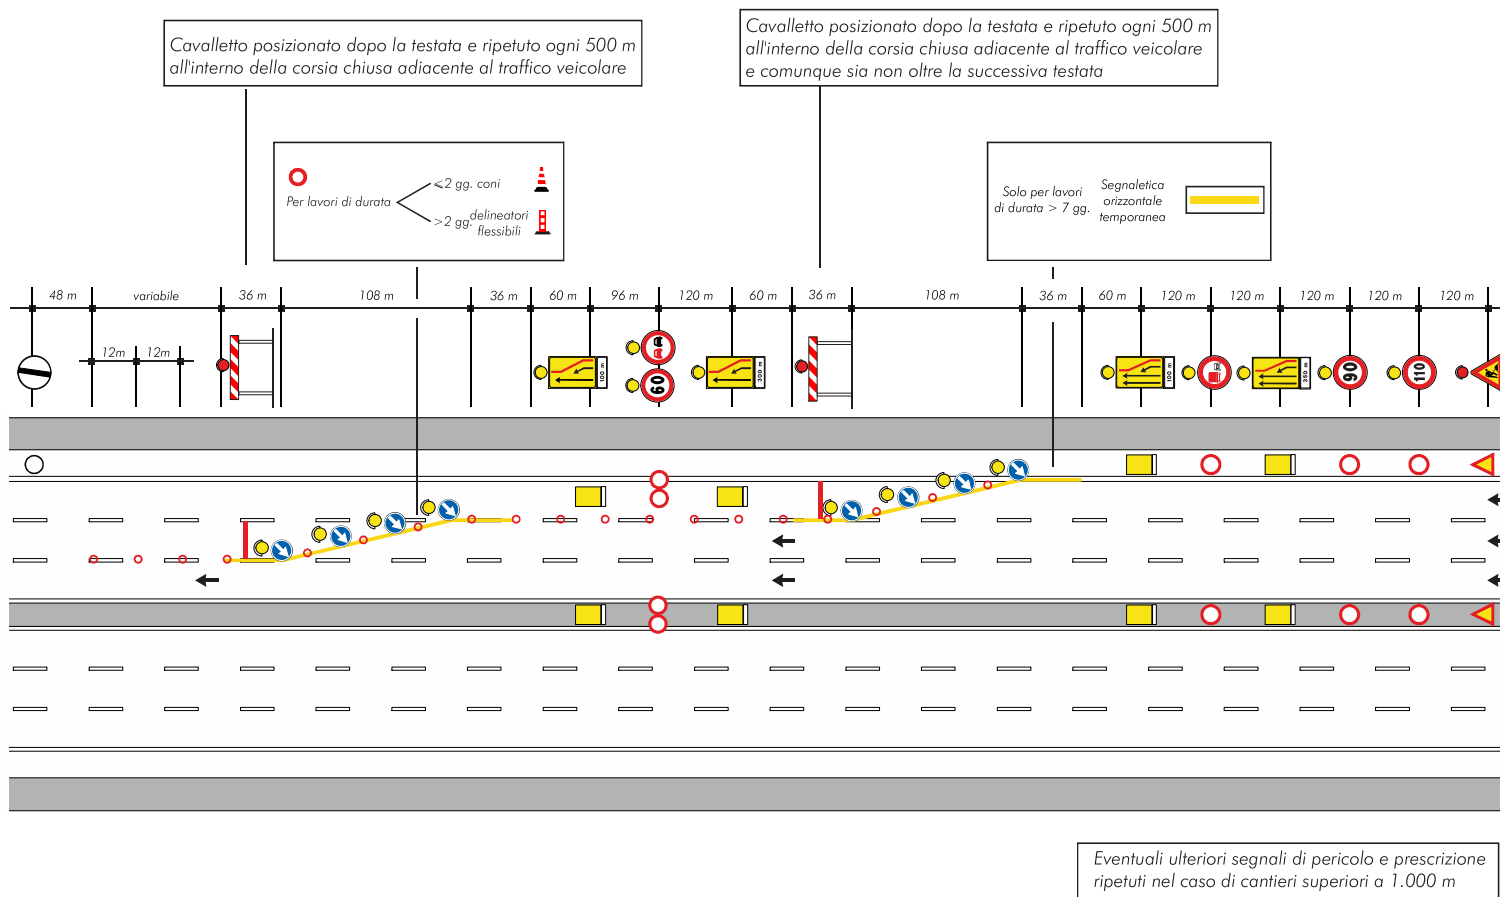 Cavalletto posizionato dopo la testata e ripetuto ogni 500 m
all'interno della corsia chiusa adiacente al traffico veicolare
Cavalletto posizionato dopo la testata e ripetuto ogni 500 m
all'interno della corsia chiusa adiacente al traffico veicolare
e comunque sia non oltre la successiva testata
Per lavori di durata
<2 gg. coni
>2 gg. delineatori
flessibili
Solo per lavori
di durata > 7 gg.
Segnaletica
orizzontale
temporanea
48 m
variabile
36 m
108 m
36 m
60 m
96 m
120 m
60 m
36 m
108 m
36 m
60 m
120 m
120 m
120 m
120 m
120 m
12m
12m
100 m
60
300 m
100 m
350 m
90
110
Eventuali ulteriori segnali di pericolo e prescrizione
ripetuti nel caso di cantieri superiori a 1.000 m